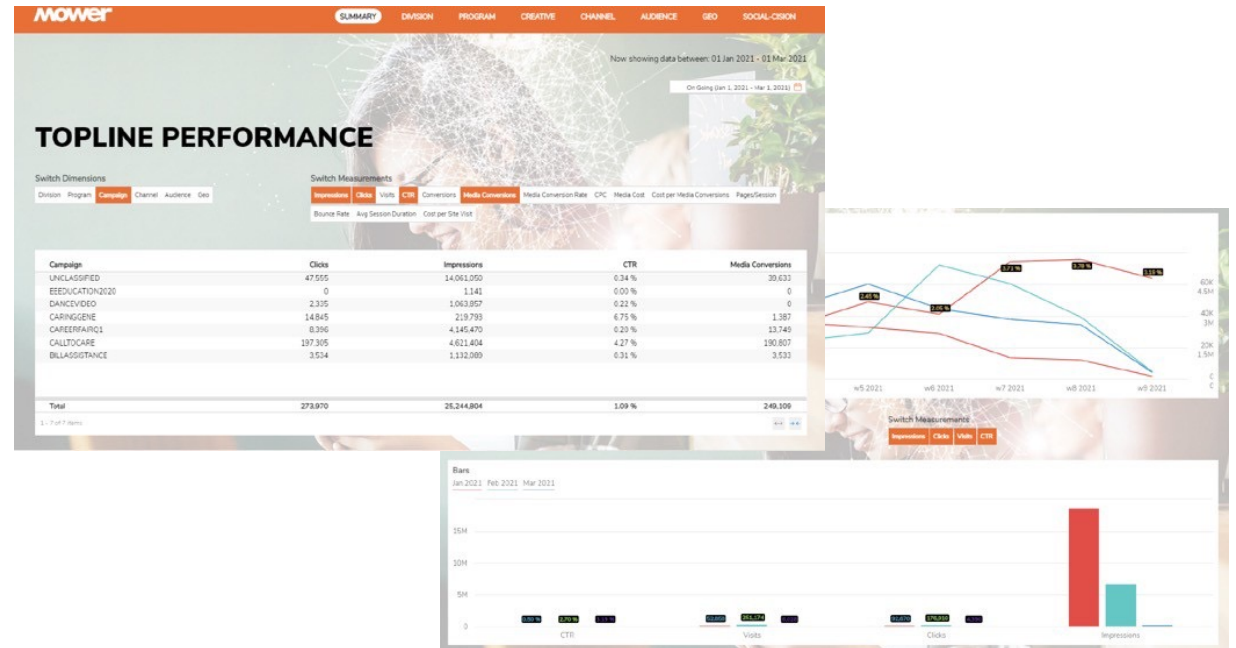 mower
SUMMARY DIVISION PROGRAM CREATIVE CHANNEL AUDIENCE GEO SOCIAL-CISION
Now showing data between: 01 Jan 2021 - 01 Mar 2021
On Going (Jan 1, 2021 - Mar 1, 2021)
TOPLINE PERFORMANCE
Switch Dimensions
Division Program Campaign Channel Audience Geo
Switch Measurements
Impressions Clicks Visits CTR Conversions Media Conversions Media Conversion Rate CPC Media Cost Cost per Media Conversions Pages/Session
Bounce Rate Avg Session Duration Cost per Site Visit
Campaign Clicks Impressions CTR Media Conversions
UNCLASSIFIED 47,555 14,061,050 0.34 % 39,633
EEEDUCATION2020 0 1,141 0.00 % 0
DANCEVIDEO 2,335 1,063,857 0.22 % 0
CARINGGENE 14,845 219,793 6.75 % 1,387
CAREERFAIRQ1 8,396 4,145,470 0.20 % 13,749
CALLTOCARE 197,305 4,621,404 4.27 % 190,807
BILLASSISTANCE 3,534 1,132,089 0.31 % 3,533
Total 273,970 25,244,804 1.09 % 249,109
1 - 7 of 7 items
3.71 % 3.78 % 3.19 %
2.45 % 2.05 %
60K
4.5M
40K
3M
20K
1.5M
0
0
w5 2021 w6 2021 w7 2021 w8 2021 w9 2021
Switch Measurements
Impressions Clicks Visits CTR
Bars
Jan 2021 Feb 2021 Mar 2021
15M
10M
5M
0
2.70 % 251,174
CTR Visits Clicks Impressions